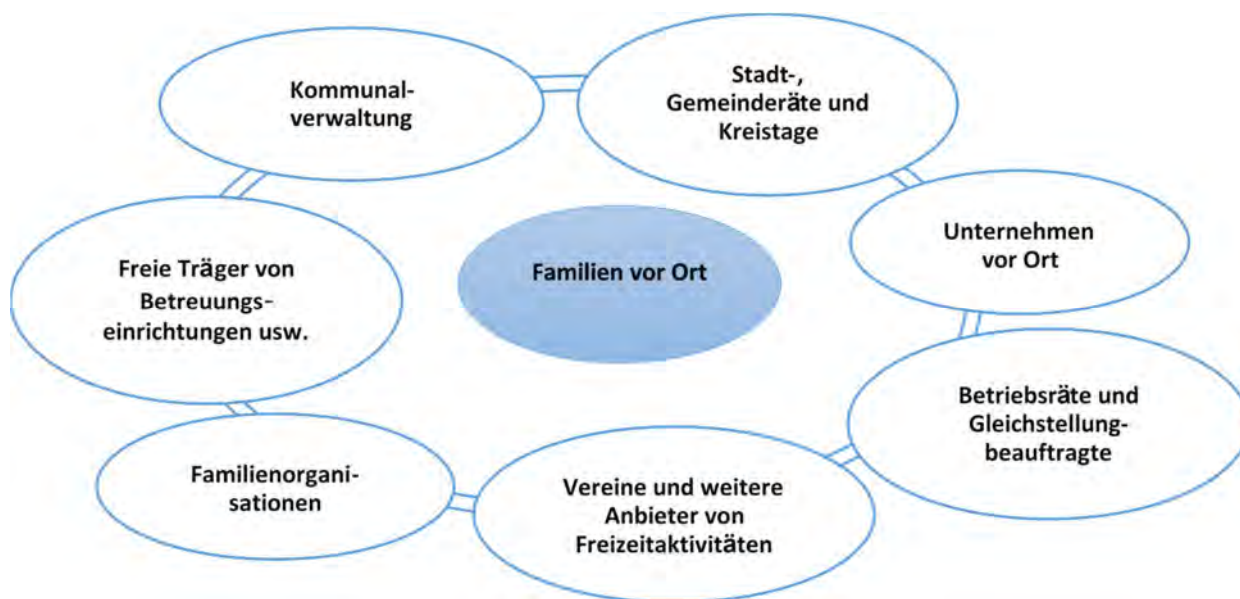 Kommunal-
verwaltung
Stadt-,
Gemeinderäte und
Kreistage
Unternehmen
vor Ort
Familien vor Ort
Freie Träger von
Betreuungs-
einrichtungen usw.
Betriebsräte und
Gleichstellung-
beauftragte
Familienorgani-
sationen
Vereine und weitere
Anbieter von
Freizeitaktivitäten